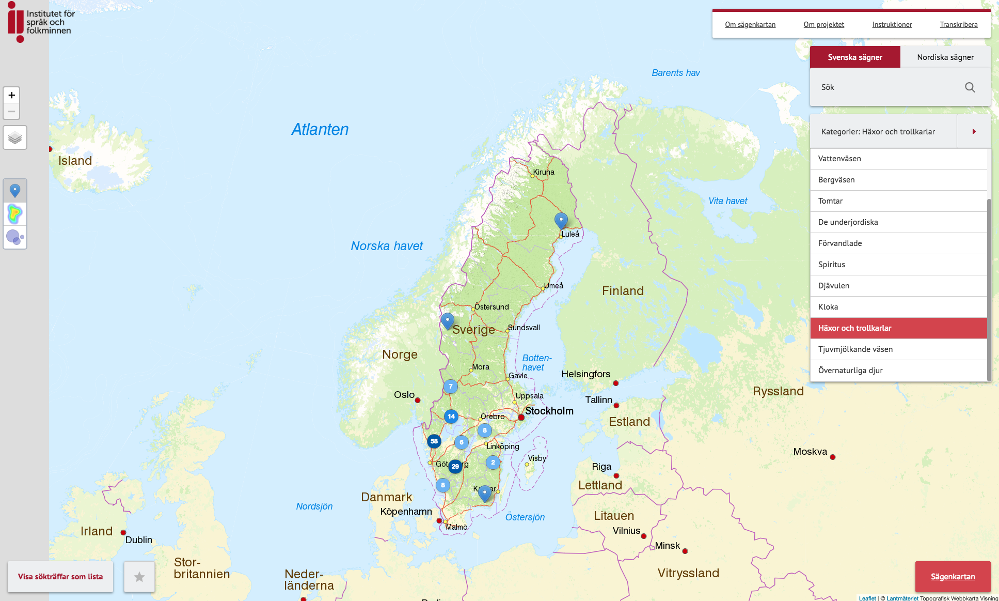 Institutet för
språk och
folkminnen
Om sägenkartan
Om projektet
Instruktioner
Transkribera
Svenska sägner
Nordiska sägner
Sök
Kategorier: Häxor och trollkarlar
Vattenväsen
Bergväsen
Tomtar
De underjordiska
Förvandlade
Spiritus
Djävulen
Kloka
Häxor och trollkarlar
Tjuvmjölkande väsen
Övernaturliga djur
+
−
Barents hav
Atlanten
Island
Kiruna
Vita havet
Luleå
Norska havet
Umeå
Finland
Östersund
Sverige
Sundsvall
Norge
Botten-
havet
Mora
Gävle
Helsingfors
7
Oslo
Uppsala
Tallinn
Ryssland
Stockholm
14
Örebro
Estland
8
58
6
Linköping
Moskva
Visby
2
29
Riga
8
Lettland
Danmark
Nordsjön
Köpenhamn
Östersjön
Litauen
Malmö
Vilnius
Irland
Dublin
Minsk
Stor-
britannien
Neder-
länderna
Vitryssland
Visa sökträffar som lista
Sägenkartan
Leaflet | © Lantmäteriet Topografisk Webbkarta Visning